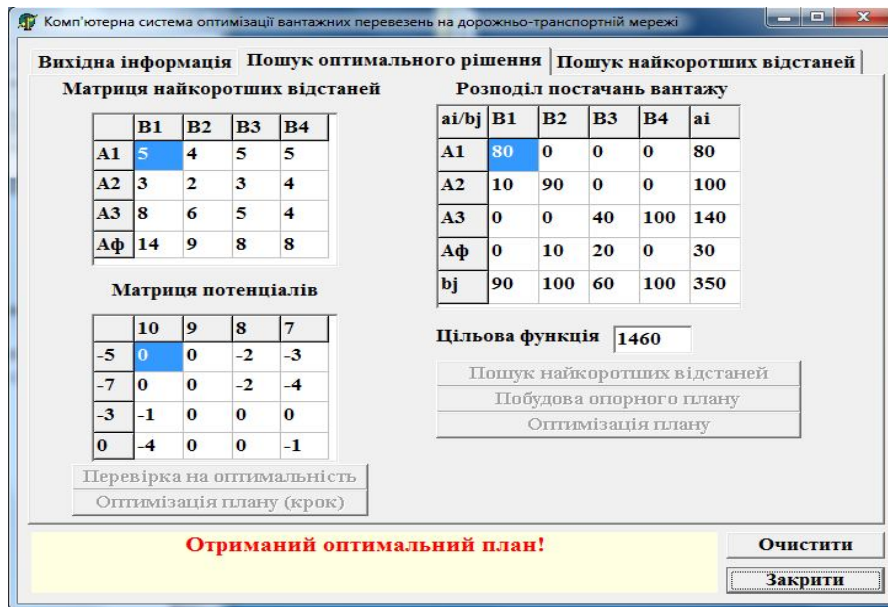 Комп'ютерна система оптимізації вантажних перевезень на дорожньо-транспортній мережі
Вихідна інформація Пошук оптимального рішення Пошук найкоротших відстаней
Матриця найкоротших відстаней
B1 B2 B3 B4
A1 5 4 5 5
A2 3 2 3 4
A3 8 6 5 4
Аф 14 9 8 8
Матриця потенціалів
10 9 8 7
-5 0 0 -2 -3
-7 0 0 -2 -4
-3 -1 0 0 0
0 -4 0 0 -1
Перевірка на оптимальність
Оптимізація плану (крок)
Розподіл постачань вантажу
ai/bj B1 B2 B3 B4 ai
A1 80 0 0 0 80
A2 10 90 0 0 100
A3 0 0 40 100 140
Аф 0 10 20 0 30
bj 90 100 60 100 350
Цільова функція 1460
Пошук найкоротших відстаней
Побудова опорного плану
Оптимізація плану
Отриманий оптимальний план!
Очистити
Закрити